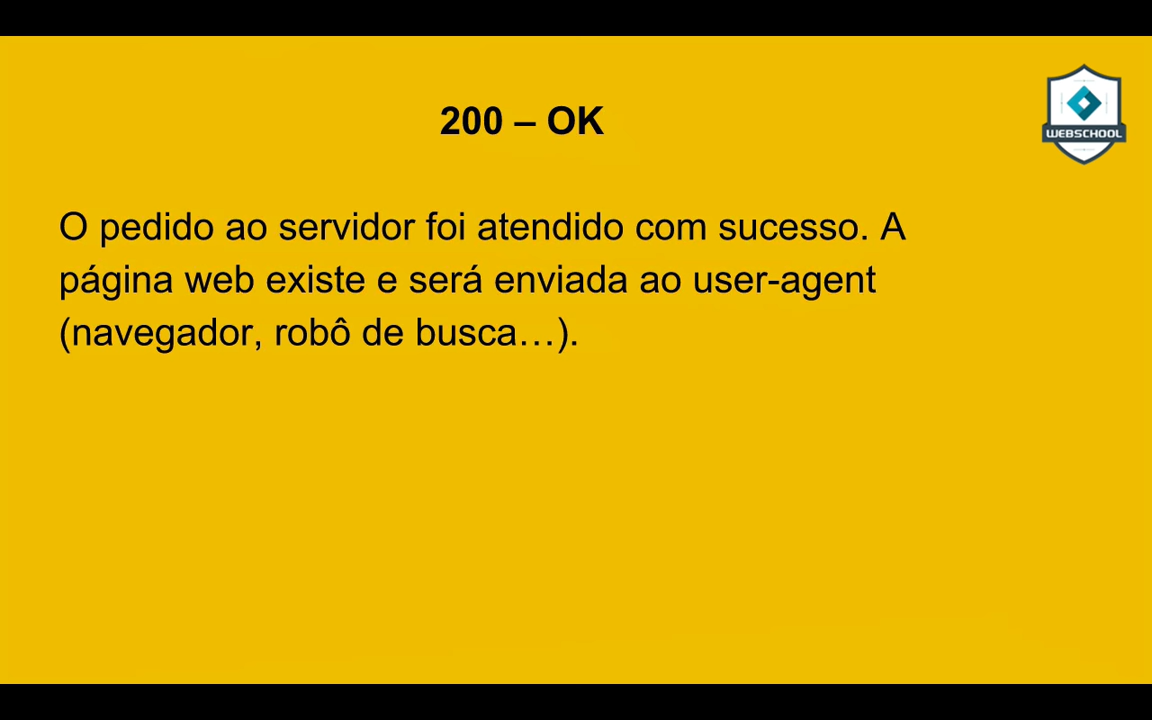 200 – OK
WEBSCHOOL
O pedido ao servidor foi atendido com sucesso. A
página web existe e será enviada ao user-agent
(navegador, robô de busca…).